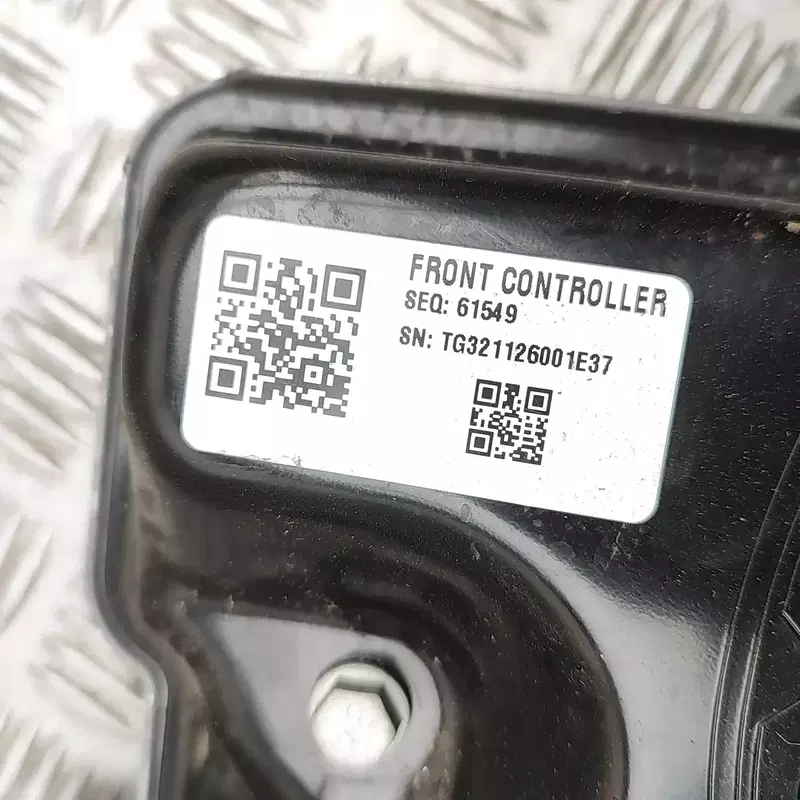 FRONT CONTROLLER
SEQ: 61549
SN: TG321126001E37